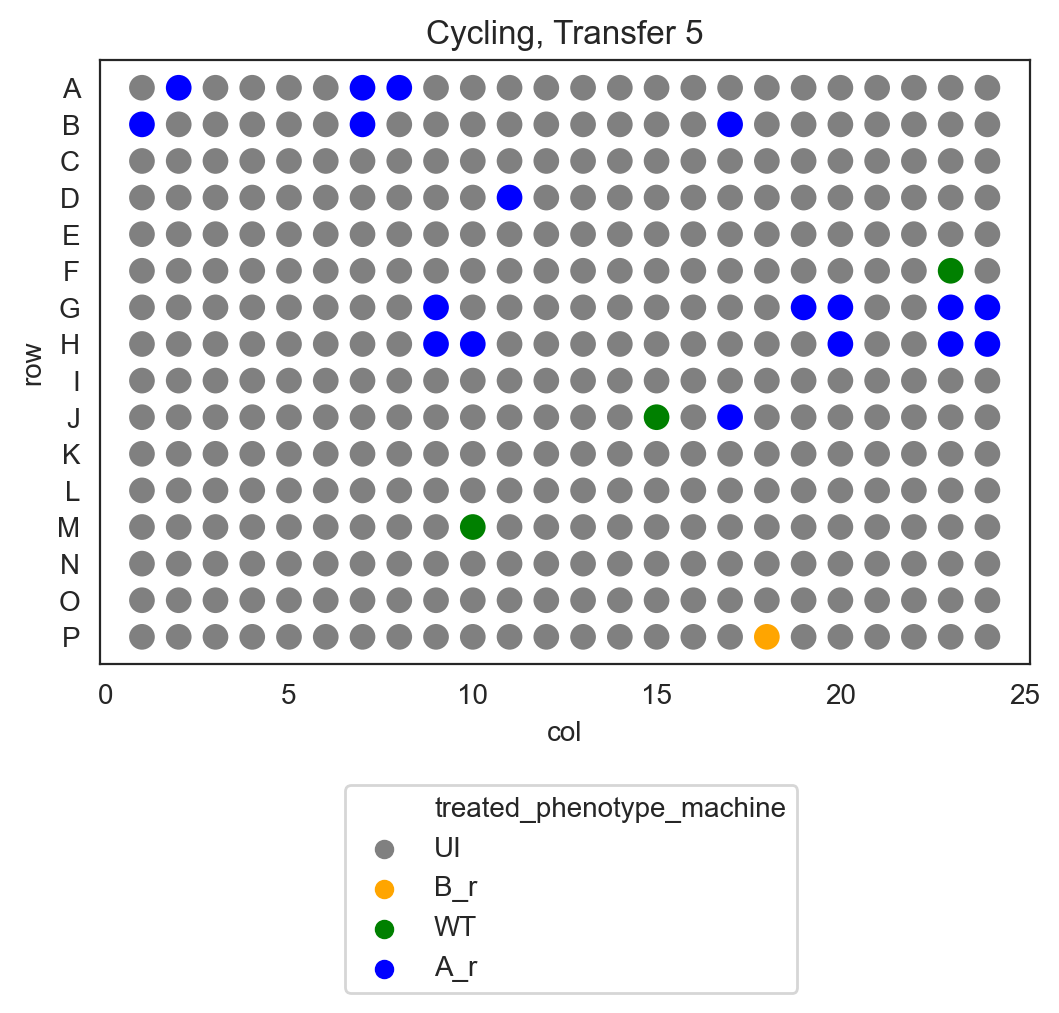 Cycling, Transfer 5
A
B
C
D
E
F
G
H
I
J
K
L
M
N
O
P
row
0 5 10 15 20 25
col
treated_phenotype_machine
UI
B_r
WT
A_r